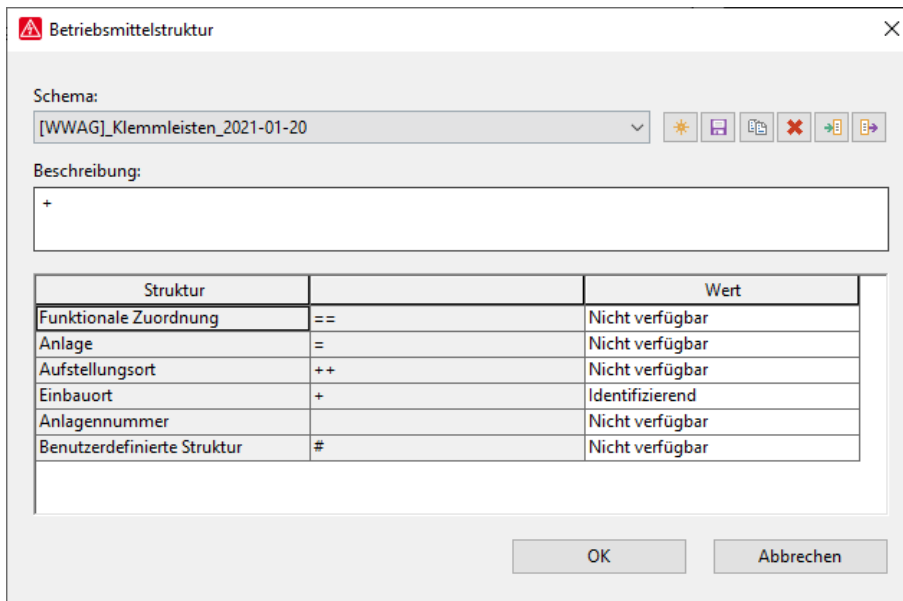 Betriebsmittelstruktur
Schema:
[WWAG]_Klemmleisten_2021-01-20
Beschreibung:
+
Struktur Wert
Funktionale Zuordnung == Nicht verfügbar
Anlage = Nicht verfügbar
Aufstellungsort ++ Nicht verfügbar
Einbauort + Identifizierend
Anlagennummer Nicht verfügbar
Benutzerdefinierte Struktur # Nicht verfügbar
OK Abbrechen